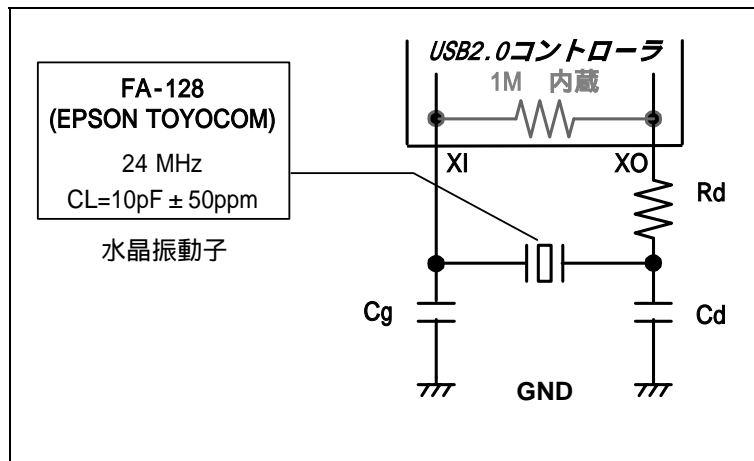 USB2.0コントローラ
1M 内蔵
FA-128
(EPSON TOYOCOM)
24 MHz
CL=10pF ± 50ppm
水晶振動子
XI
XO
Rd
Cg
Cd
GND